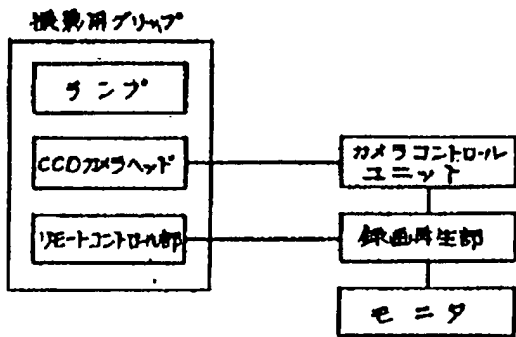 撮影用グリップ
ランプ
CCDカメラヘッド
カメラコントロール
ユニット
リモートコントロール部
録画再生部
モニタ